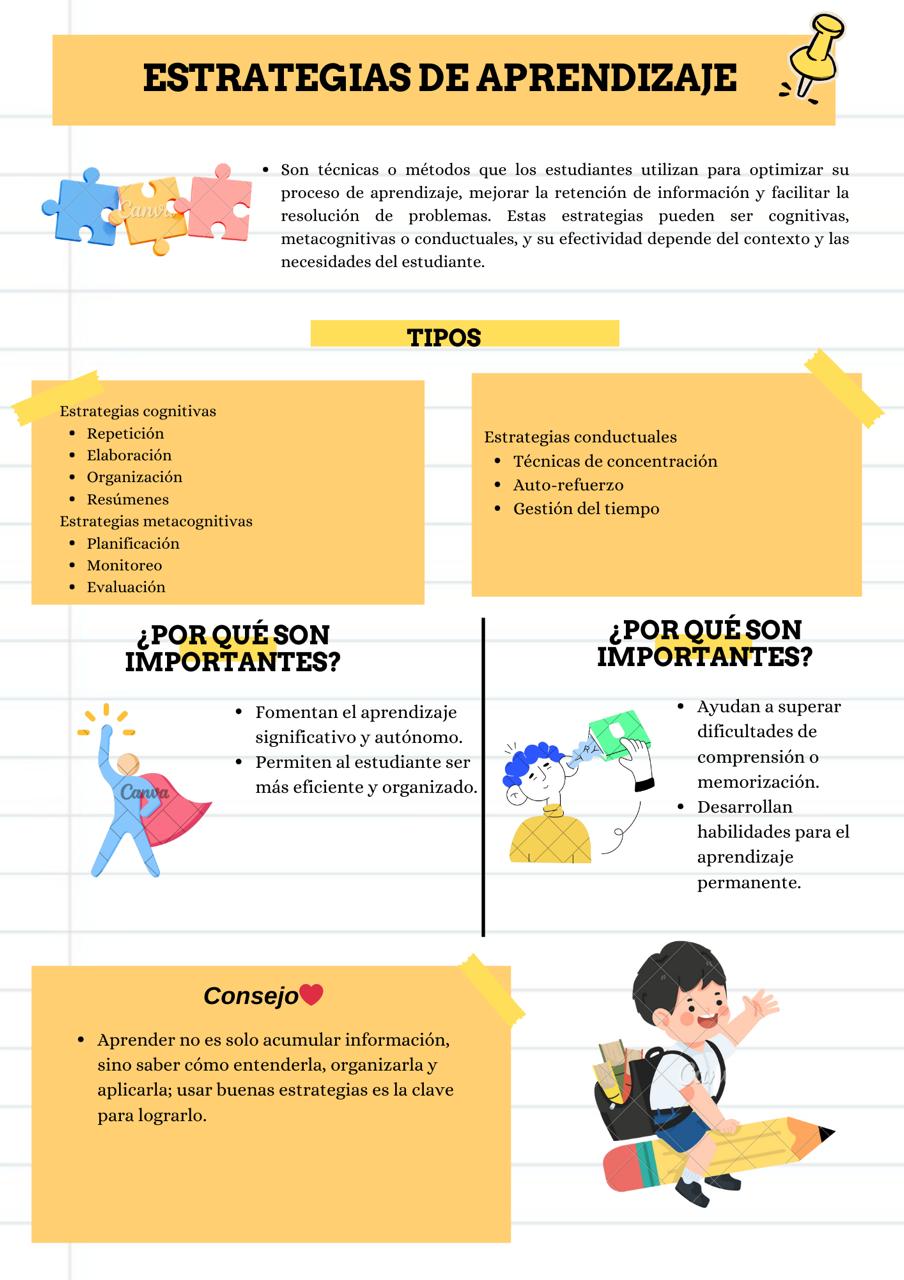 ESTRATEGIAS DE APRENDIZAJE
Canva
• Son técnicas o métodos que los estudiantes utilizan para optimizar su
proceso de aprendizaje, mejorar la retención de información y facilitar la
resolución de problemas. Estas estrategias pueden ser cognitivas,
metacognitivas o conductuales, y su efectividad depende del contexto y las
necesidades del estudiante.
TIPOS
Estrategias cognitivas
• Repetición
• Elaboración
• Organización
• Resúmenes
Estrategias metacognitivas
• Planificación
• Monitoreo
• Evaluación
Estrategias conductuales
• Técnicas de concentración
• Auto-refuerzo
• Gestión del tiempo
¿POR QUÉ SON
IMPORTANTES?
• Fomentan el aprendizaje
significativo y autónomo.
• Permiten al estudiante ser
más eficiente y organizado.
Canva
¿POR QUÉ SON
IMPORTANTES?
• Ayudan a superar
dificultades de
comprensión o
memorización.
• Desarrollan
habilidades para el
aprendizaje
permanente.
Consejo❤
• Aprender no es solo acumular información,
sino saber cómo entenderla, organizarla y
aplicarla; usar buenas estrategias es la clave
para lograrlo.